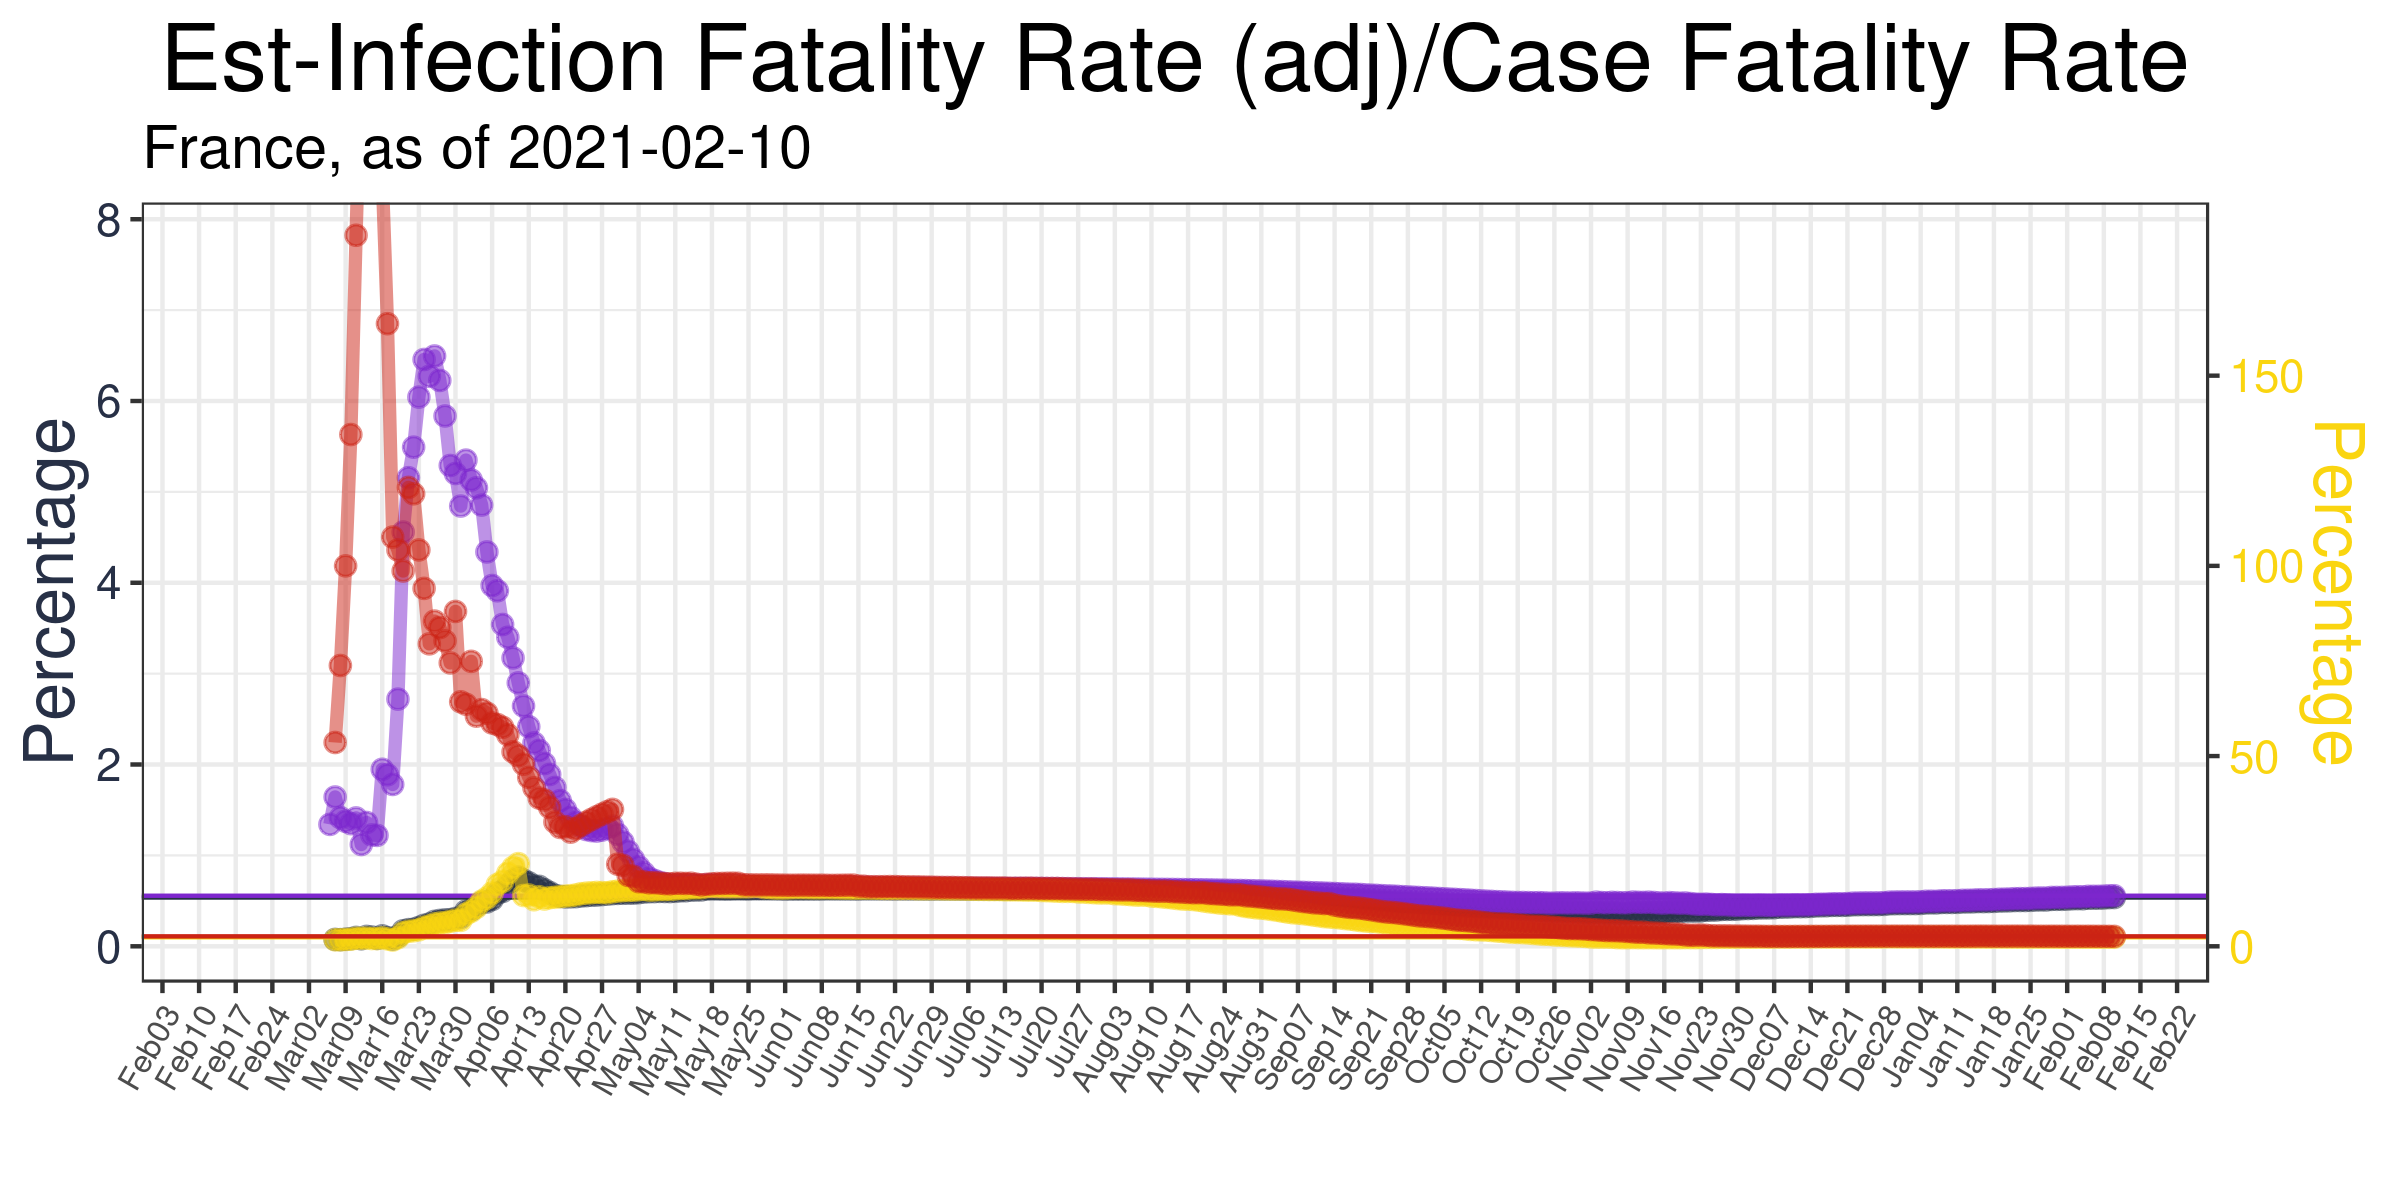 Est-Infection Fatality Rate (adj)/Case Fatality Rate
France, as of 2021-02-10
Percentage
8
6
4
2
0
150
100
50
0
Percentage
Feb03 Feb10 Feb17 Feb24 Mar02 Mar09 Mar16 Mar23 Mar30 Apr06 Apr13 Apr20 Apr27 May04 May11 May18 May25 Jun01 Jun08 Jun15 Jun22 Jun29 Jul06 Jul13 Jul20 Jul27 Aug03 Aug10 Aug17 Aug24 Aug31 Sep07 Sep14 Sep21 Sep28 Oct05 Oct12 Oct19 Oct26 Nov02 Nov09 Nov16 Nov23 Nov30 Dec07 Dec14 Dec21 Dec28 Jan04 Jan11 Jan18 Jan25 Feb01 Feb08 Feb15 Feb22